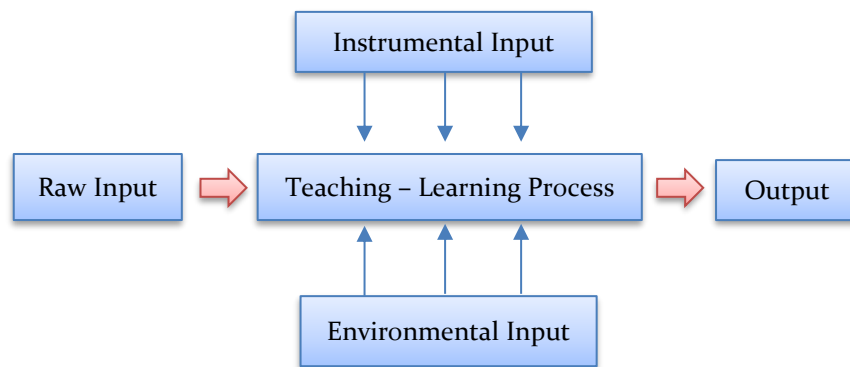 Instrumental Input
Raw Input
Teaching – Learning Process
Output
Environmental Input